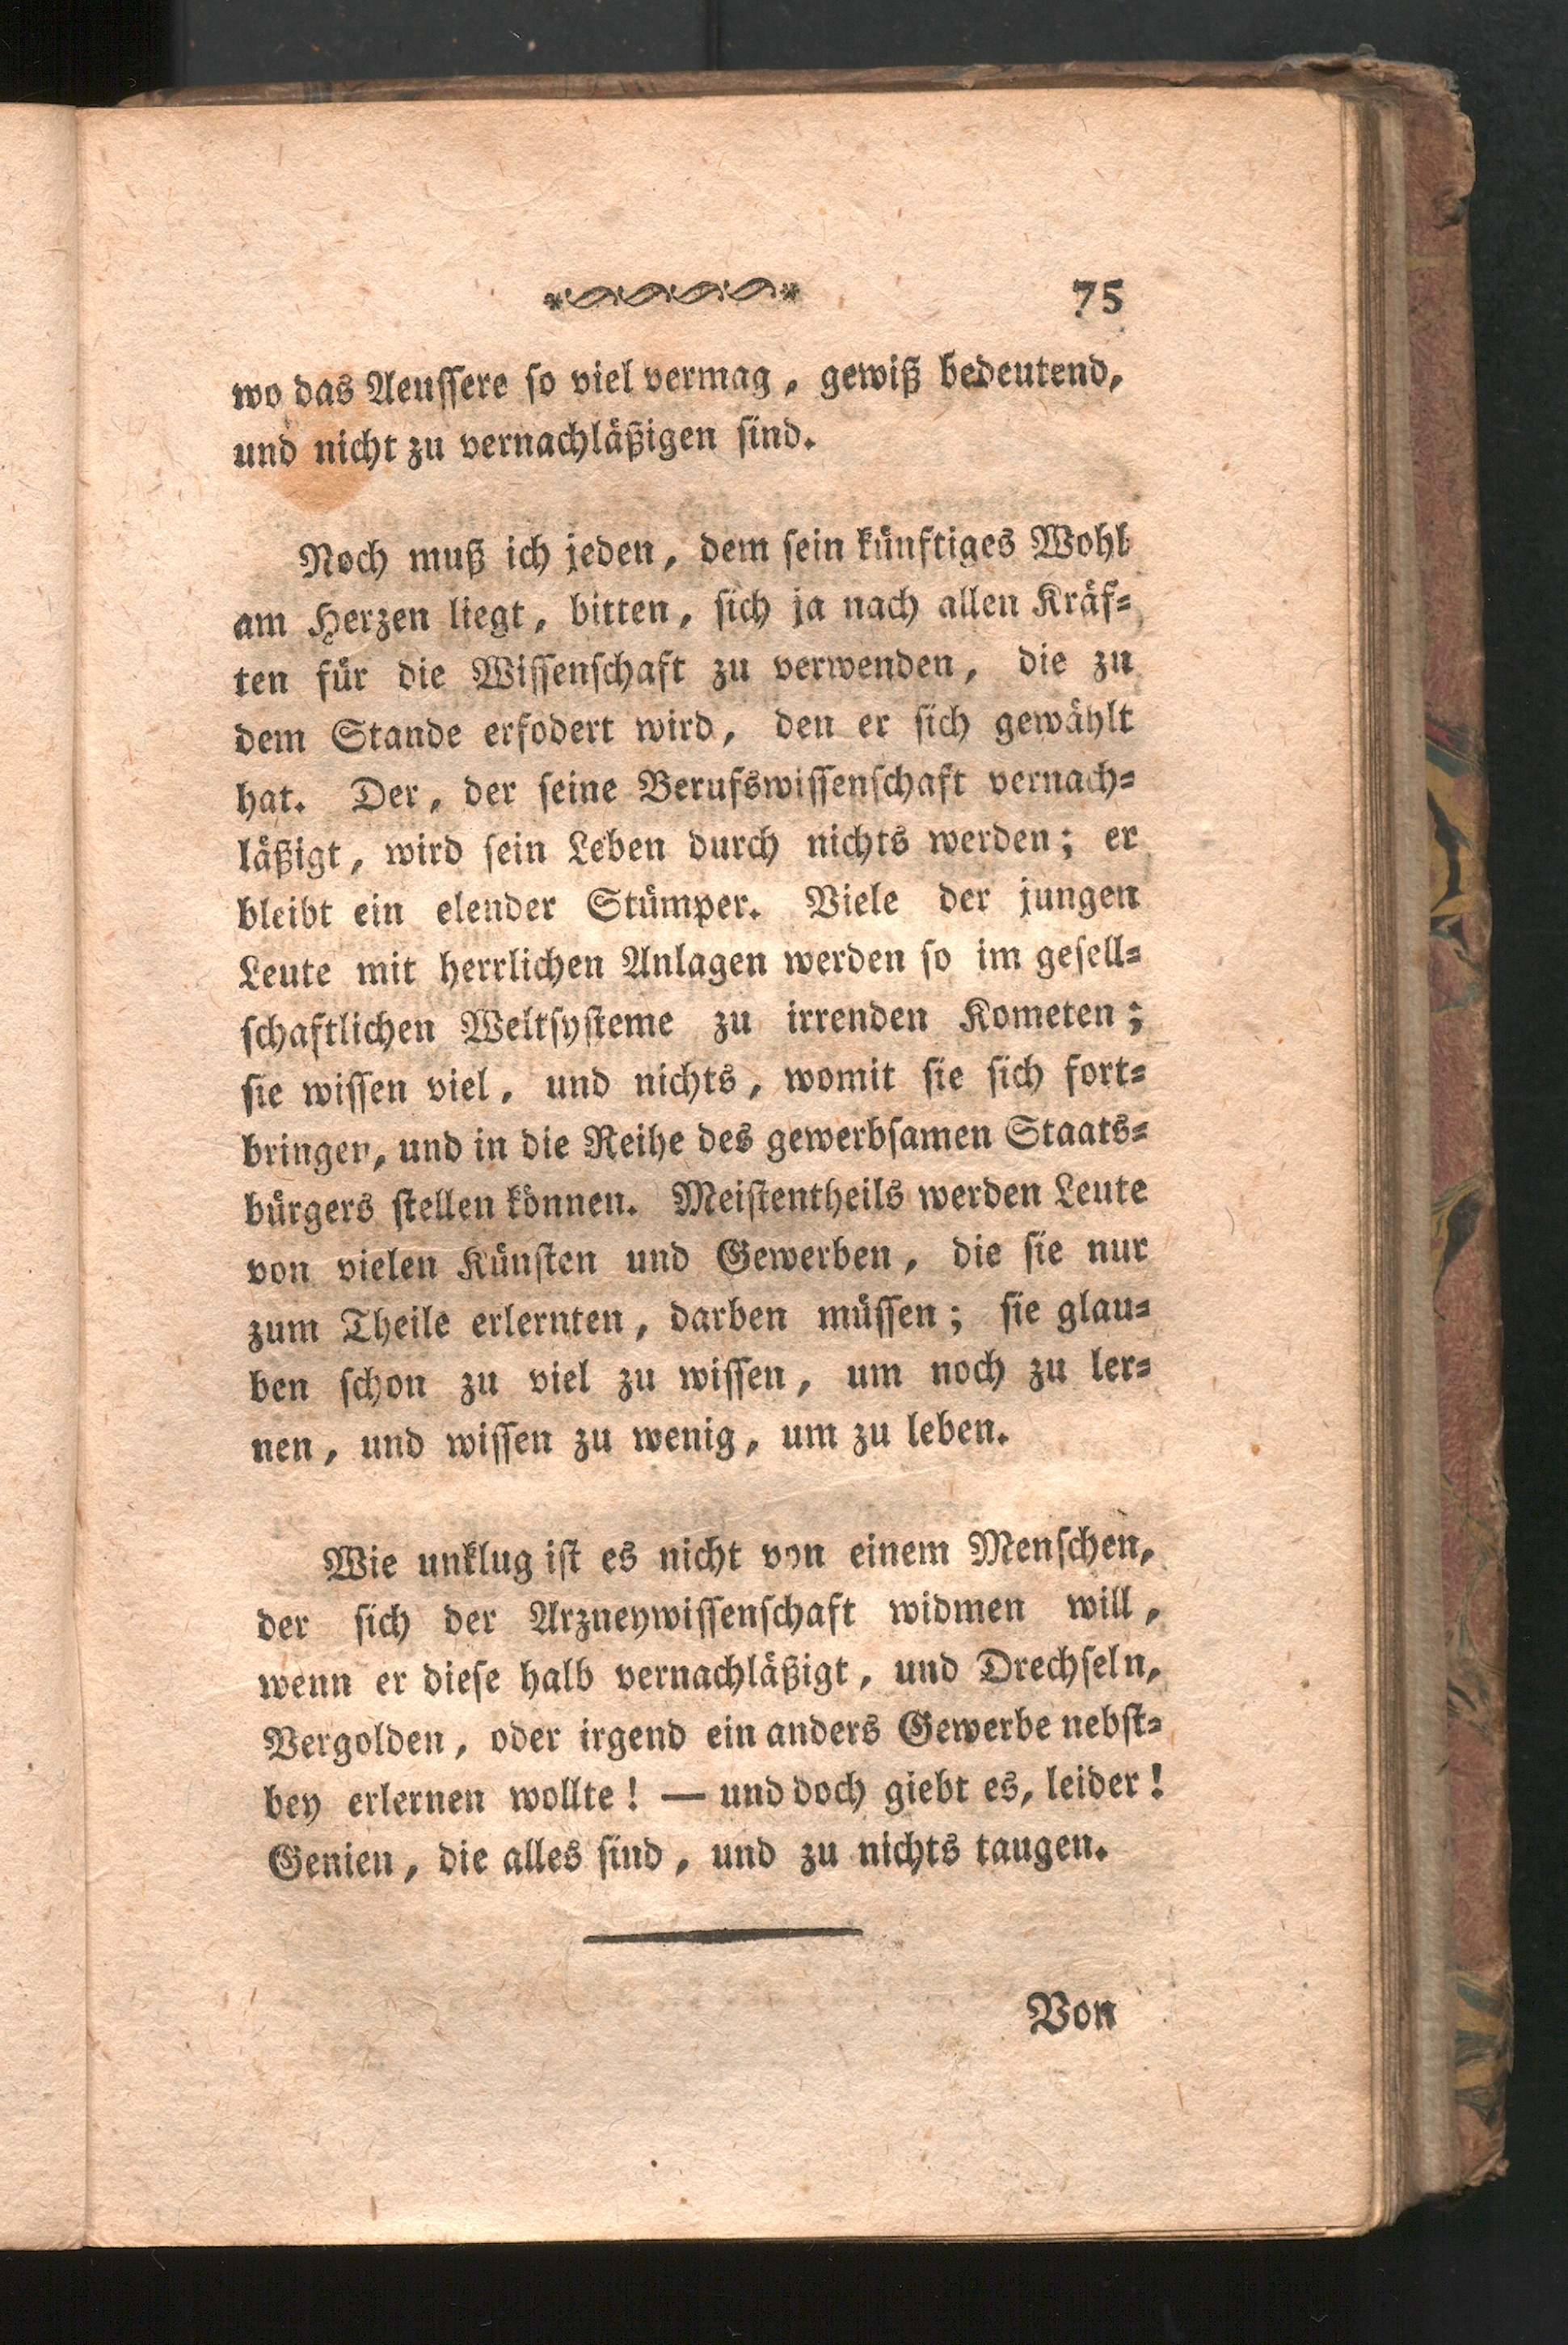 75
wo das Aeuſſere ſo viel vermag, gewiß bedeutend,
und nicht zu vernachläßigen ſind.
Noch muß ich jeden, dem ſein künftiges Wohl
am Herzen liegt, bitten, ſich ja nach allen Kräf⸗
ten für die Wiſſenſchaft zu verwenden, die zu
dem Stande erfodert wird, den er ſich gewählt
hat. Der, der ſeine Berufswiſſenſchaft vernach⸗
läßigt, wird ſein Leben durch nichts werden; er
bleibt ein elender Stümper. Viele der jungen
Leute mit herrlichen Anlagen werden ſo im geſell⸗
ſchaftlichen Weltſyſteme zu irrenden Kometen;
ſie wiſſen viel, und nichts, womit ſie ſich fort⸗
bringen, und in die Reihe des gewerbſamen Staats⸗
bürgers ſtellen können. Meiſtentheils werden Leute
von vielen Künſten und Gewerben, die ſie nur
zum Theile erlernten, darben müſſen; ſie glau⸗
ben ſchon zu viel zu wiſſen, um noch zu ler⸗
nen, und wiſſen zu wenig, um zu leben.
Wie unklug iſt es nicht von einem Menſchen,
der ſich der Arzneywiſſenſchaft widmen will,
wenn er dieſe halb vernachläßigt, und Drechſeln,
Vergolden, oder irgend ein anders Gewerbe nebſt⸗
bey erlernen wollte! — und doch giebt es, leider!
Genien, die alles ſind, und zu nichts taugen.
Von